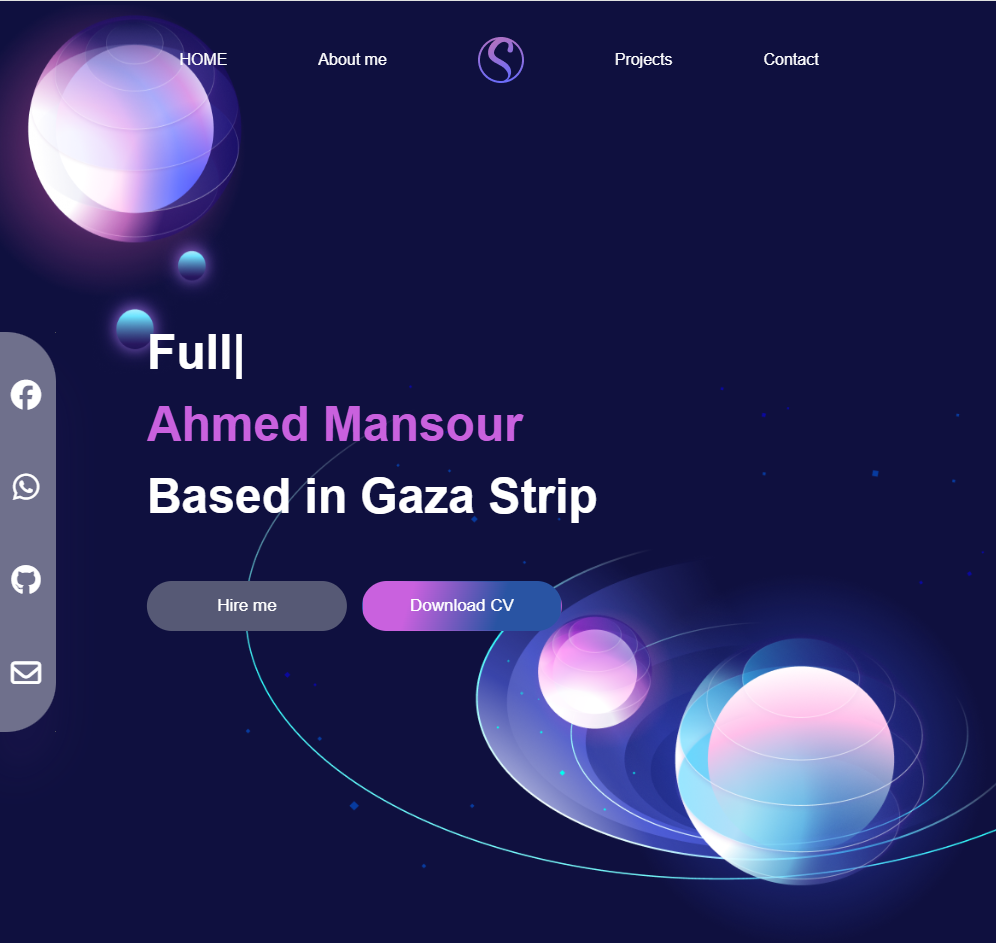 HOME
About me
S
Projects
Contact
Full|
Ahmed Mansour
Based in Gaza Strip
Hire me
Download CV